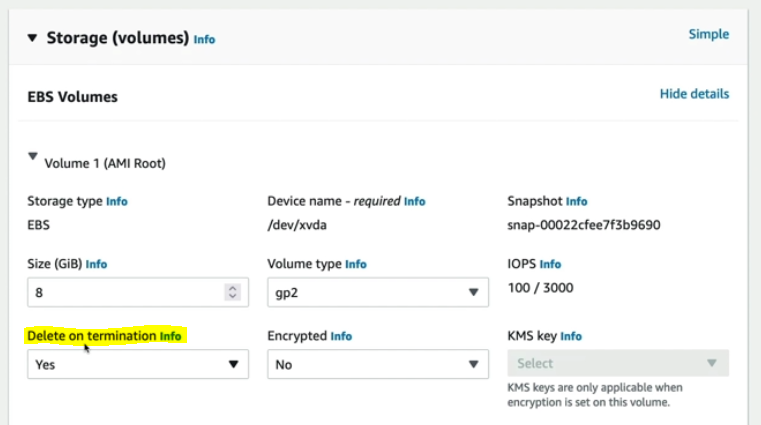 Storage (volumes) Info
Simple
EBS Volumes
Hide details
Volume 1 (AMI Root)
Storage type Info
Device name - required Info
Snapshot Info
EBS
/dev/xvda
snap-00022cfee7f3b9690
Size (GiB) Info
Volume type Info
IOPS Info
8
gp2
100 / 3000
Delete on termination Info
Encrypted Info
KMS key Info
Yes
No
Select
KMS keys are only applicable when
encryption is set on this volume.